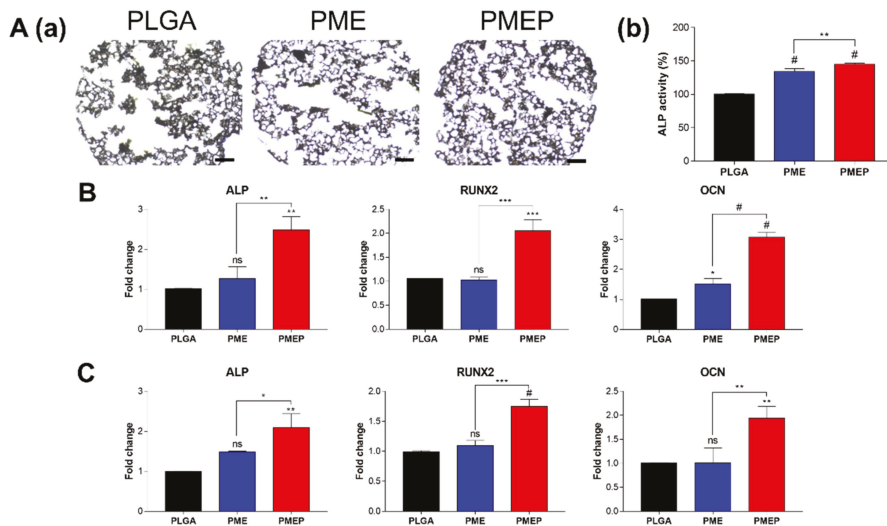 A (a)
PLGA
PME
PMEP
(b)
ALP activity (%)
200
150
100
50
0
**
#
#
PLGA
PME
PMEP
B
ALP
Fold change
3
2
1
0
**
ns
**
PLGA
PME
PMEP
RUNX2
Fold change
2.5
2.0
1.5
1.0
0.5
0.0
***
ns
***
PLGA
PME
PMEP
OCN
Fold change
4
3
2
1
0
#
*
#
PLGA
PME
PMEP
C
ALP
Fold change
3
2
1
0
*
ns
**
PLGA
PME
PMEP
RUNX2
Fold change
2.0
1.5
1.0
0.5
0.0
***
ns
#
PLGA
PME
PMEP
OCN
Fold change
2.5
2.0
1.5
1.0
0.5
0.0
**
ns
**
PLGA
PME
PMEP